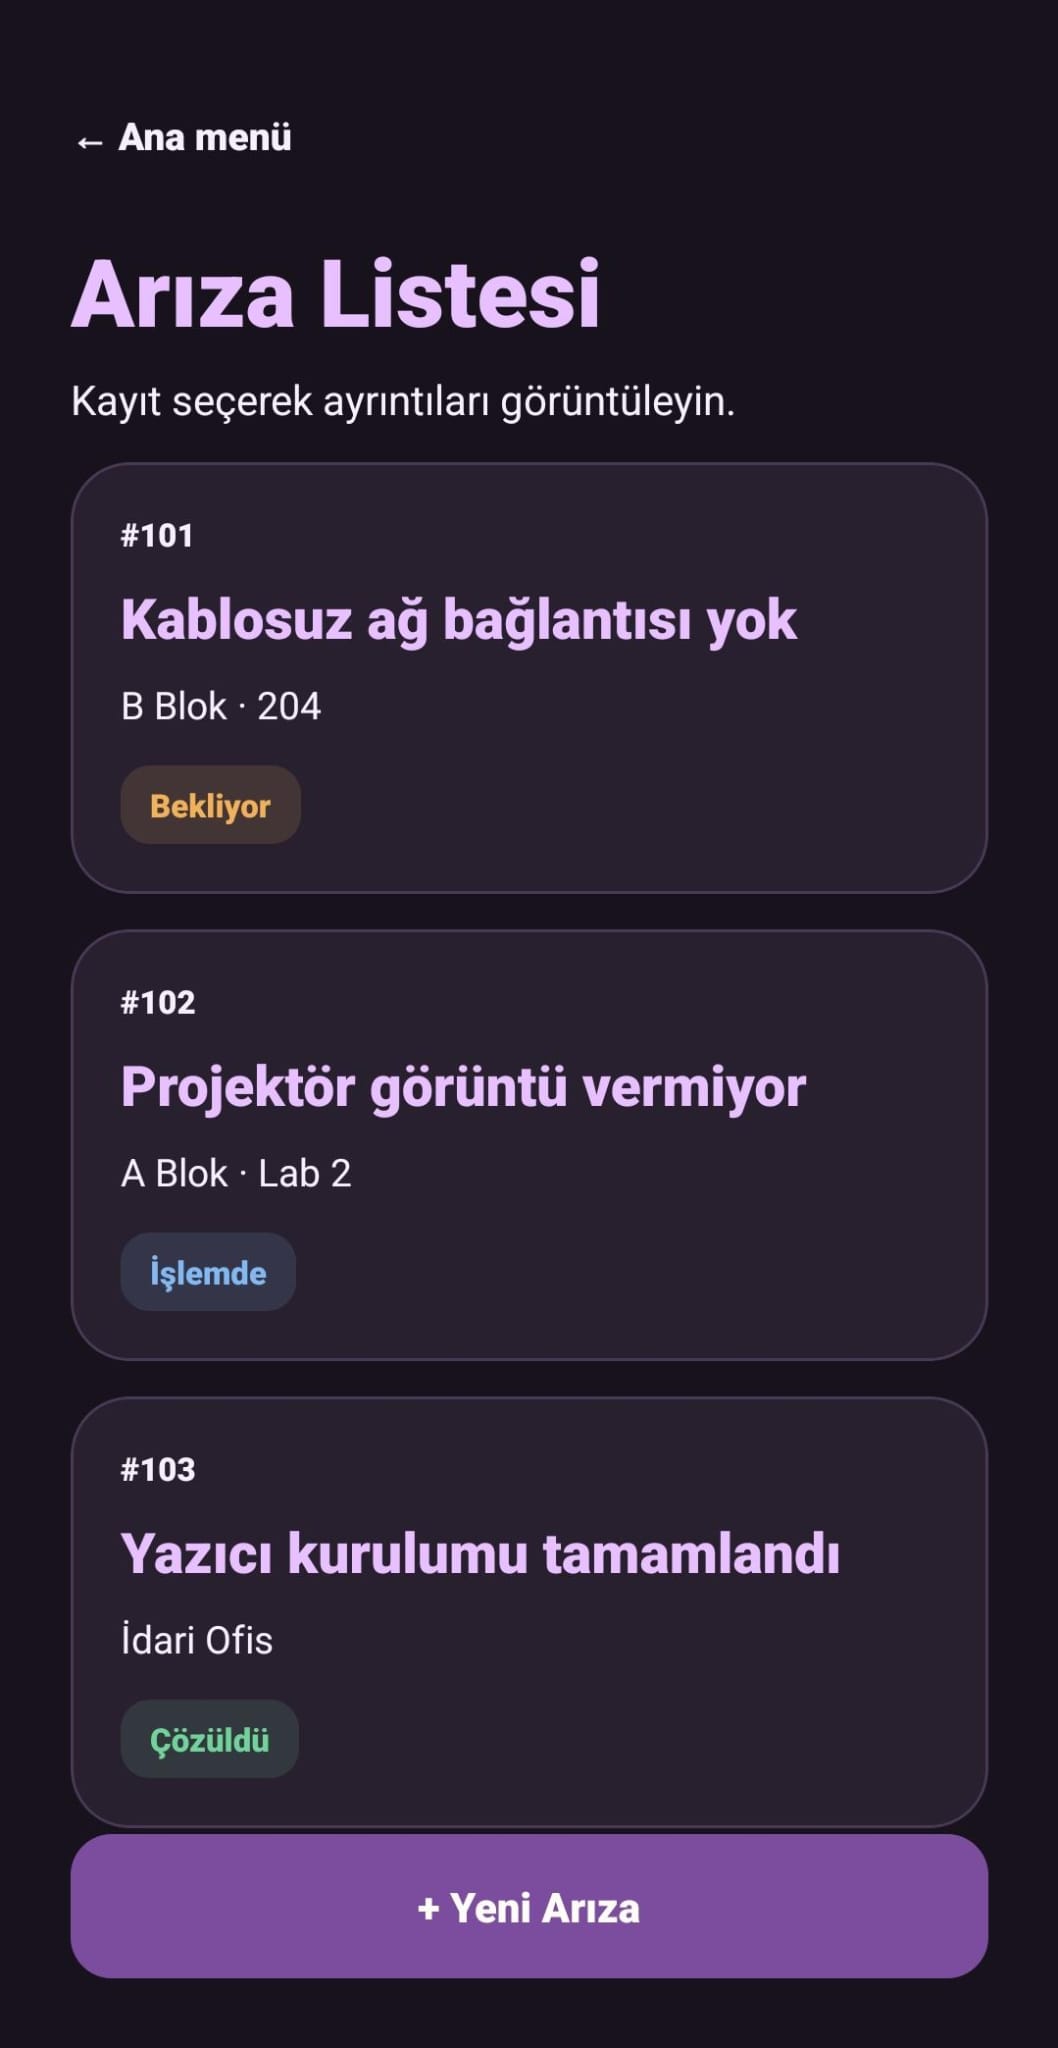 ← Ana menü
Arıza Listesi
Kayıt seçerek ayrıntıları görüntüleyin.
#101
Kablosuz ağ bağlantısı yok
B Blok · 204
Bekliyor
#102
Projektör görüntü vermiyor
A Blok · Lab 2
İşlemde
#103
Yazıcı kurulumu tamamlandı
İdari Ofis
Çözüldü
+ Yeni Arıza